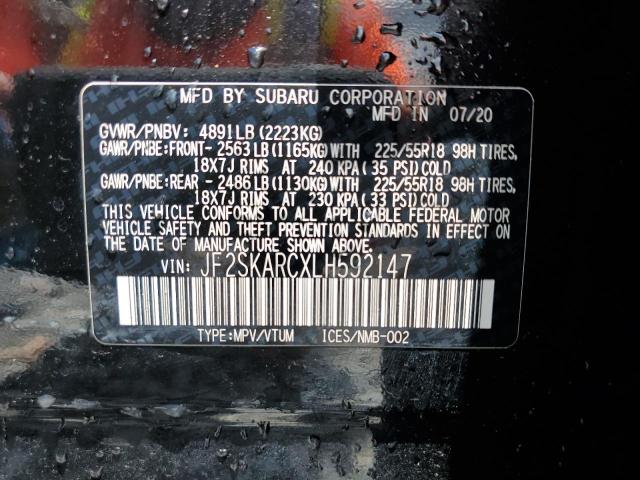 MFD BY SUBARU CORPORATION
MFD IN 07/20
GVWR/PNBV: 4891LB(2223KG)
GAWR/PNBE:FRONT-2563LB(1165KG)WITH 225/55R18 98H TIRES,
18X7J RIMS AT 240 KPA(35 PSI)COLD
GAWR/PNBE:REAR-2486LB(1130KG)WITH 225/55R18 98H TIRES,
18X7J RIMS AT 230 KPA(33 PSI)COLD
THIS VEHICLE CONFORMS TO ALL APPLICABLE FEDERAL MOTOR
VEHICLE SAFETY AND THEFT PREVENTION STANDARDS IN EFFECT
ON THE DATE OF MANUFACTURE SHOWN ABOVE.
VIN: JF2SKARCXLH592147
TYPE:MPV/VTUM ICES/NMB-002